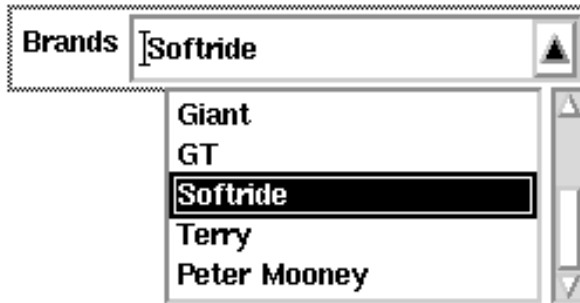 Brands Softride
Giant
GT
Softride
Terry
Peter Mooney